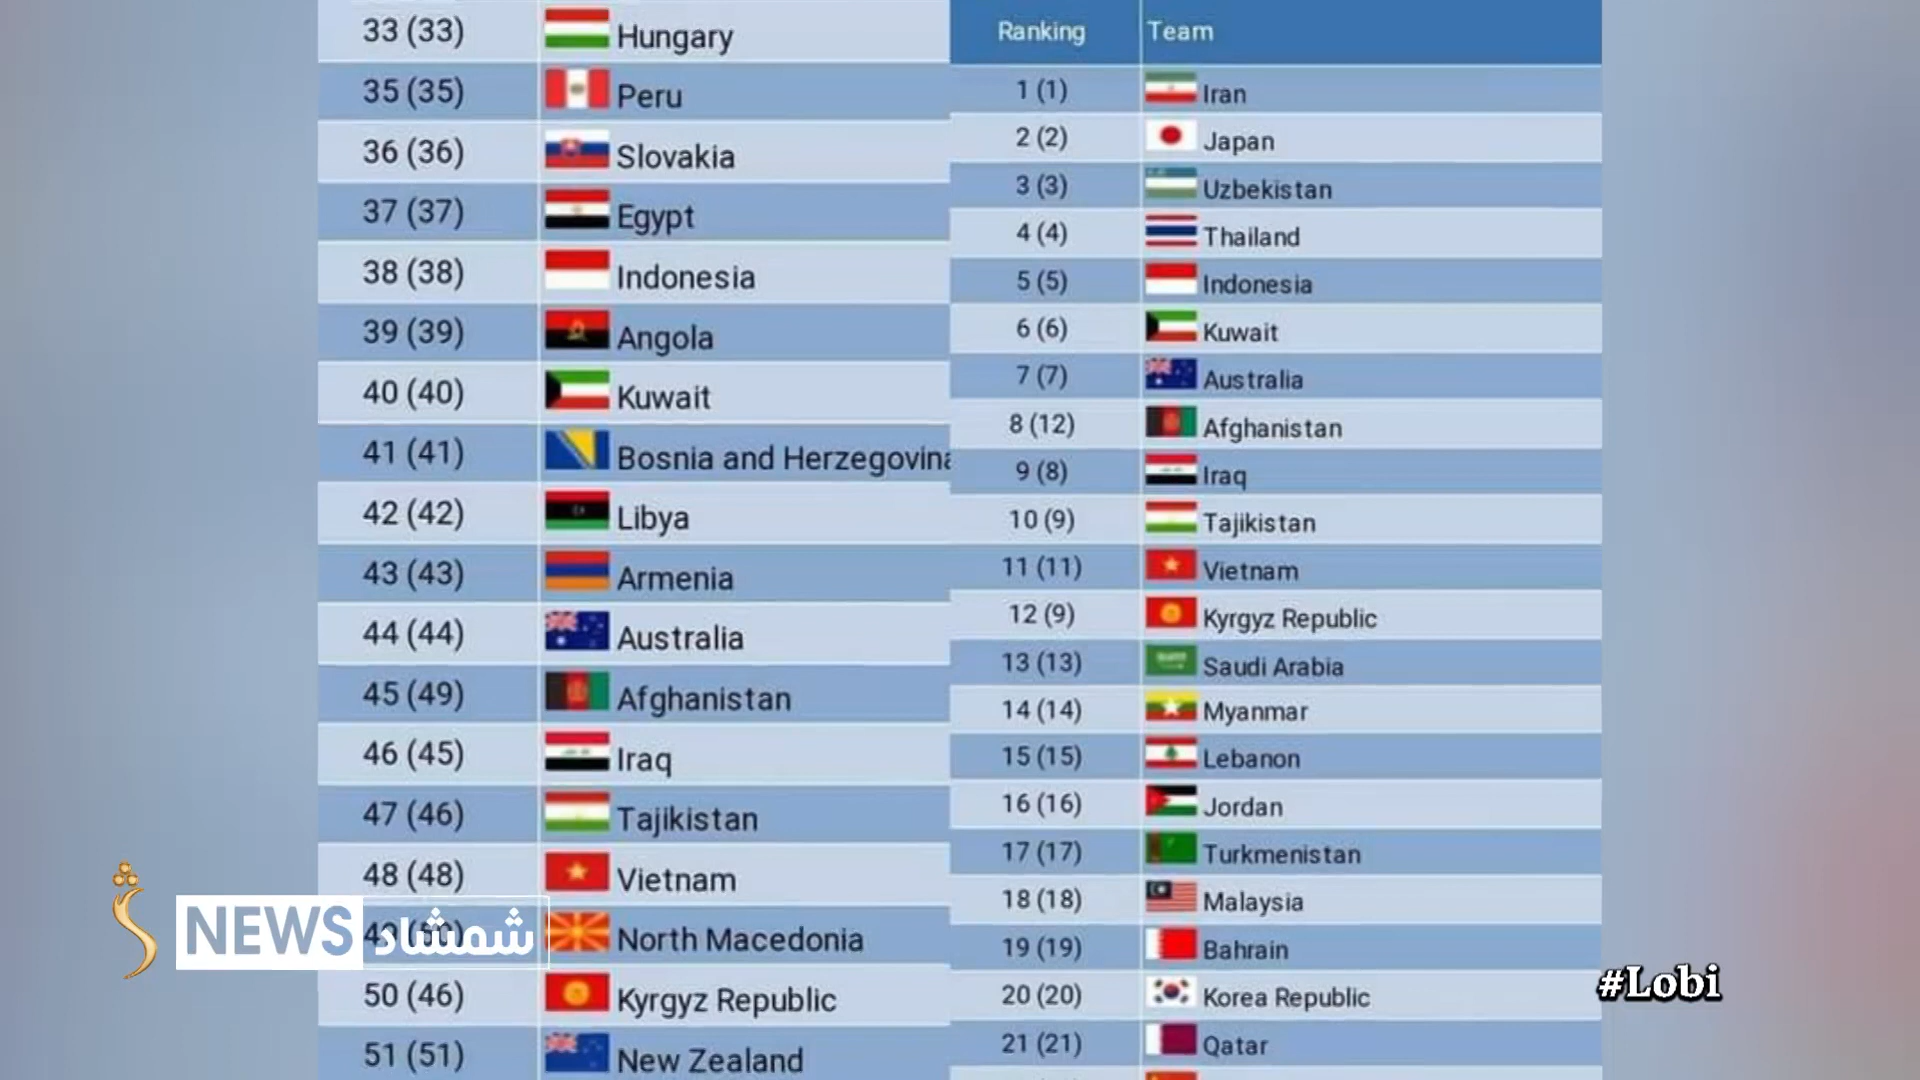 33 (33) Hungary
35 (35) Peru
36 (36) Slovakia
37 (37) Egypt
38 (38) Indonesia
39 (39) Angola
40 (40) Kuwait
41 (41) Bosnia and Herzegovina
42 (42) Libya
43 (43) Armenia
44 (44) Australia
45 (49) Afghanistan
46 (45) Iraq
47 (46) Tajikistan
48 (48) Vietnam
North Macedonia
50 (46) Kyrgyz Republic
51 (51) New Zealand
Ranking Team
1 (1) Iran
2 (2) Japan
3 (3) Uzbekistan
4 (4) Thailand
5 (5) Indonesia
6 (6) Kuwait
7 (7) Australia
8 (12) Afghanistan
9 (8) Iraq
10 (9) Tajikistan
11 (11) Vietnam
12 (9) Kyrgyz Republic
13 (13) Saudi Arabia
14 (14) Myanmar
15 (15) Lebanon
16 (16) Jordan
17 (17) Turkmenistan
18 (18) Malaysia
19 (19) Bahrain
20 (20) Korea Republic
21 (21) Qatar
NEWS شمشاد
#Lobi